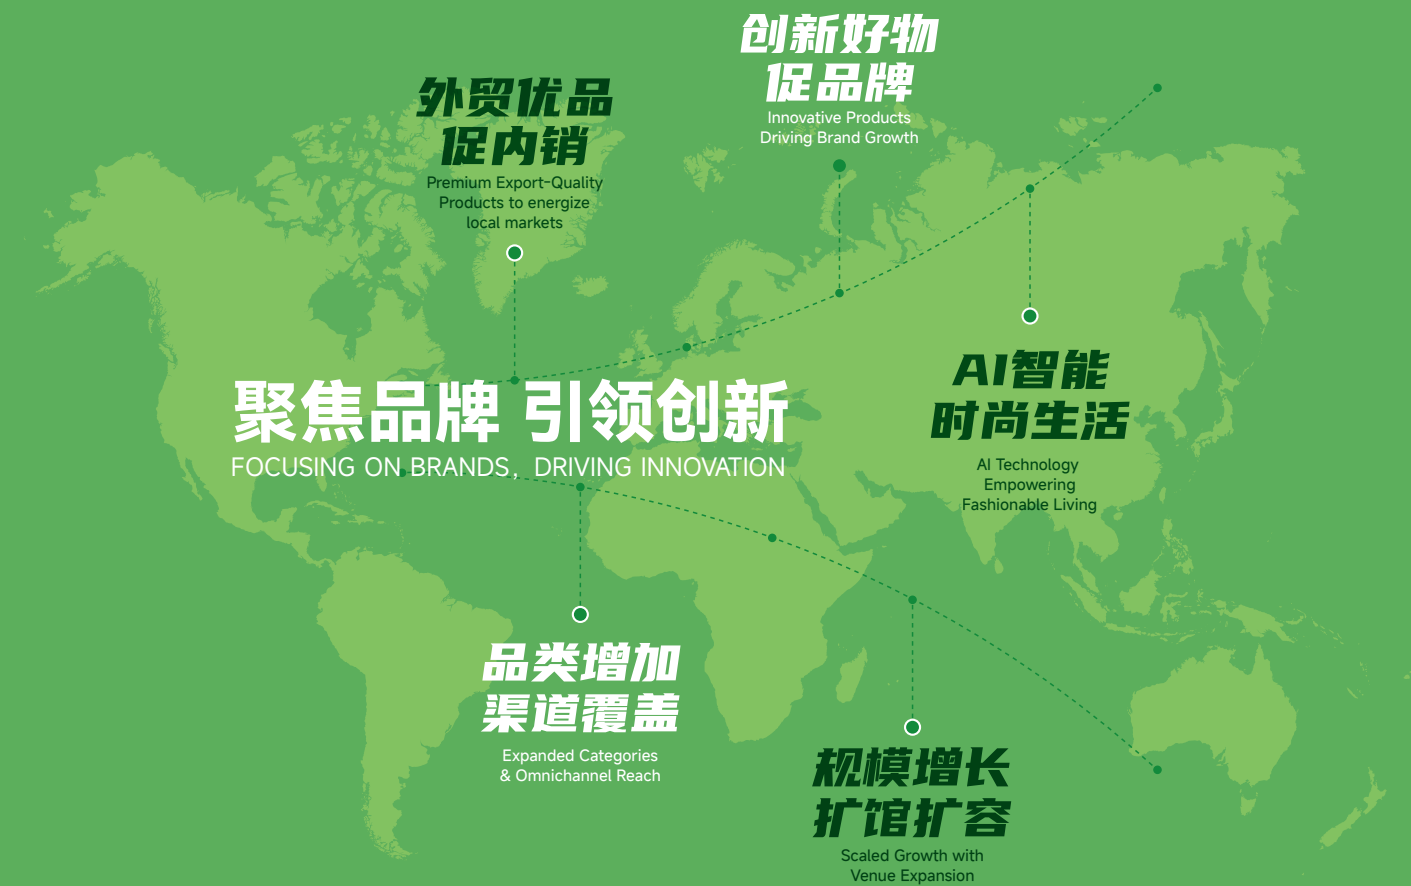 创新好物
促品牌
Innovative Products
Driving Brand Growth
外贸优品
促内销
Premium Export-Quality
Products to energize
local markets
聚焦品牌 引领创新
FOCUSING ON BRANDS，DRIVING INNOVATION
AI智能
时尚生活
AI Technology
Empowering
Fashionable Living
品类增加
渠道覆盖
Expanded Categories
& Omnichannel Reach
规模增长
扩馆扩容
Scaled Growth with
Venue Expansion